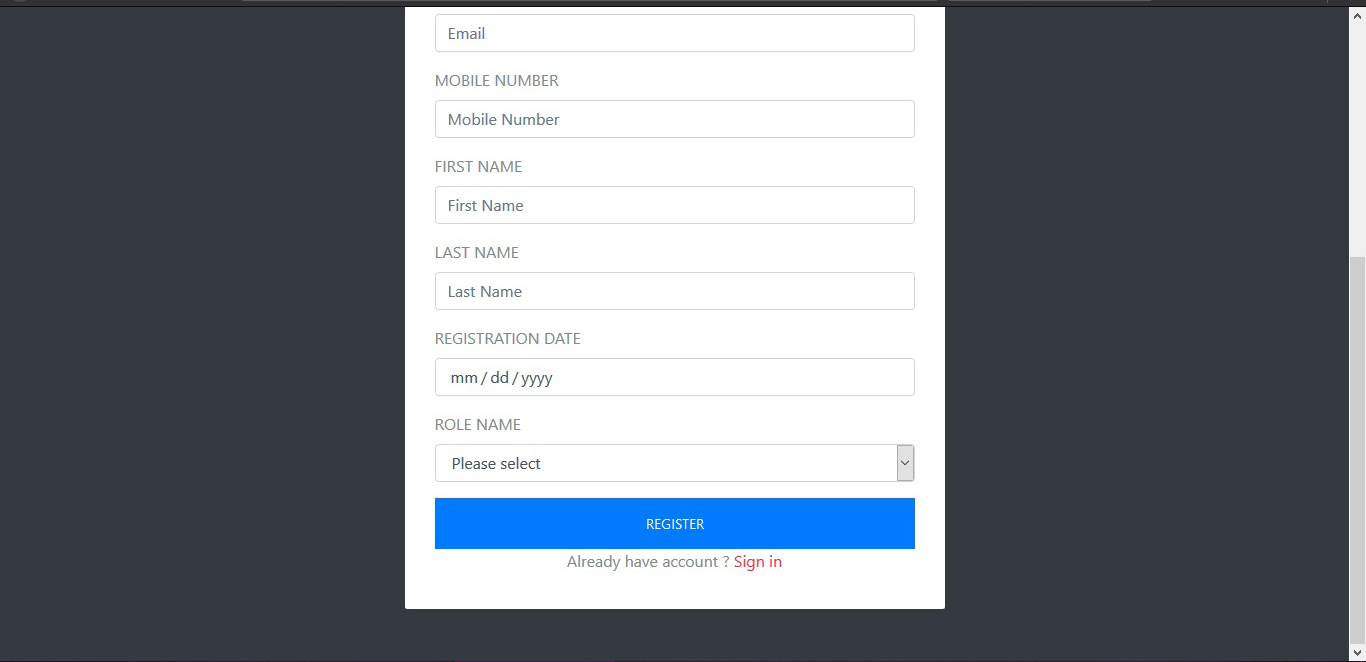 Email
MOBILE NUMBER
Mobile Number
FIRST NAME
First Name
LAST NAME
Last Name
REGISTRATION DATE
mm / dd / yyyy
ROLE NAME
Please select
REGISTER
Already have account ? Sign in